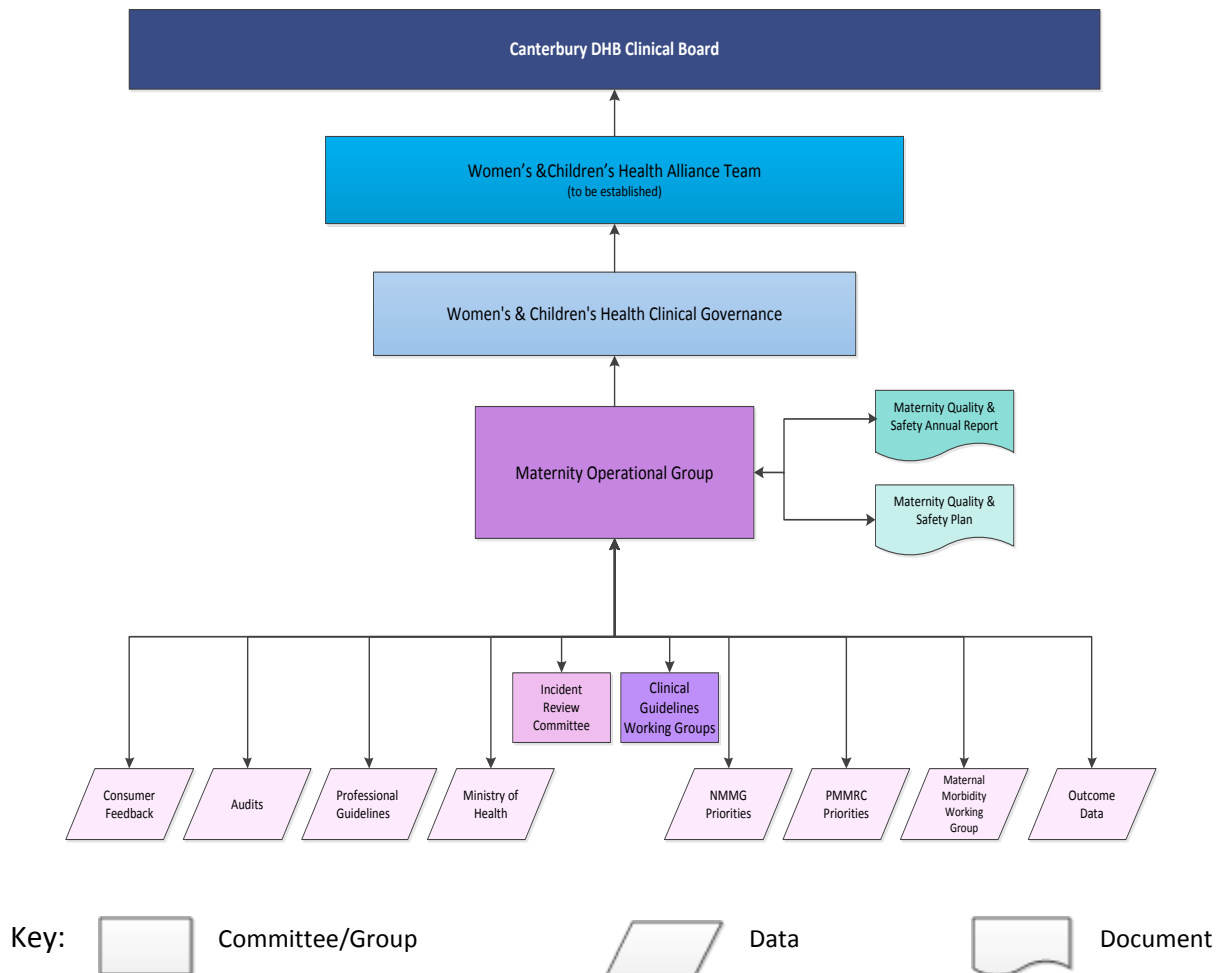 Canterbury DHB Clinical Board
Women's &Children's Health Alliance Team
(to be established)
Women's & Children's Health Clinical Governance
Maternity Operational Group
Maternity Quality &
Safety Annual Report
Maternity Quality &
Safety Plan
Incident
Review
Committee
Clinical
Guidelines
Working Groups
Consumer
Feedback
Audits
Professional
Guidelines
Ministry of
Health
NMMG
Priorities
PMMRC
Priorities
Maternal
Morbidity
Working
Group
Outcome
Data
Key:
Committee/Group
Data
Document